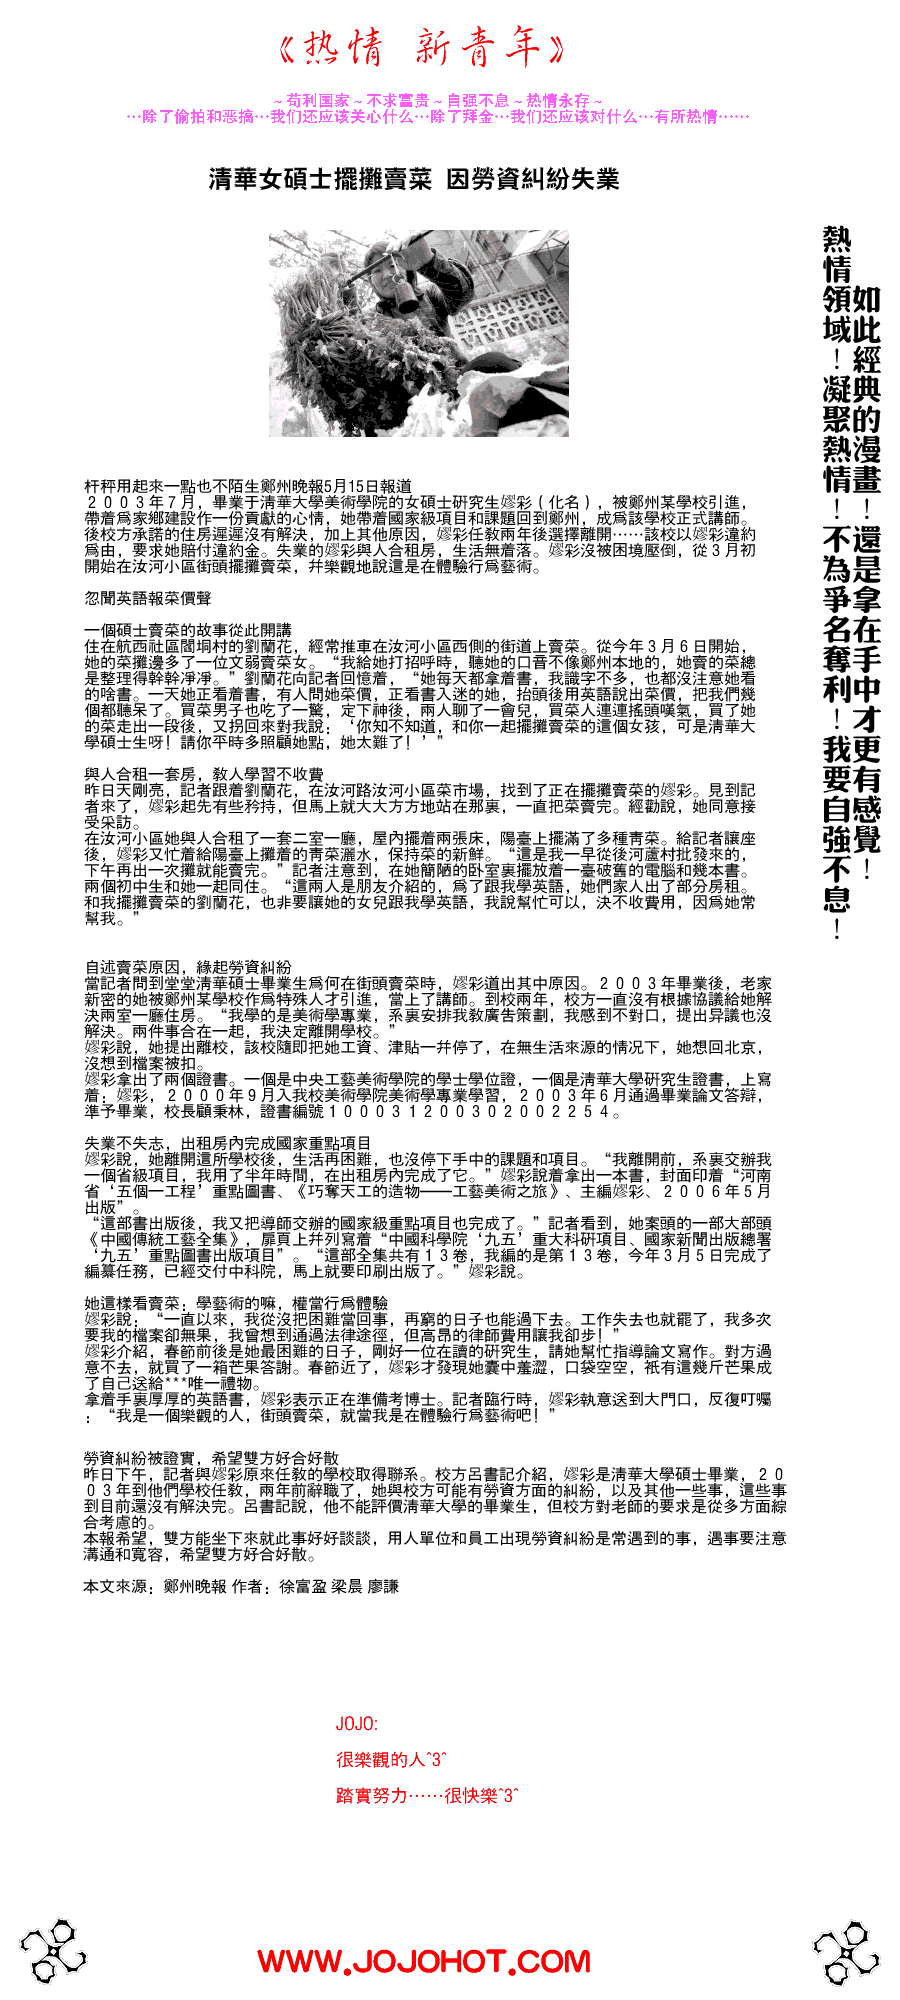 《热情 新青年》
～苟利国家～不求富贵～自强不息～热情永存～
…除了偷拍和恶搞…我们还应该关心什么…除了拜金…我们还应该对什么…有所热情……
清華女碩士擺攤賣菜 因勞資糾紛失業
如此經典的漫畫！還是拿在手中才更有感覺！
熱情領域！凝聚熱情！不為爭名奪利！我要自強不息！
杆秤用起來一點也不陌生鄭州晚報5月15日報道
２００３年７月，畢業于淸華大學美術學院的女碩士硏究生嫪彩（化名），被鄭州某學校引進，
帶着爲家鄉建設作一份貢獻的心情，她帶着國家級項目和課題回到鄭州，成爲該學校正式講師。
後校方承諾的住房遲遲沒有解決，加上其他原因，嫪彩任敎兩年後選擇離開……該校以嫪彩違約
爲由，要求她賠付違約金。失業的嫪彩與人合租房，生活無着落。嫪彩沒被困境壓倒，從３月初
開始在汝河小區街頭擺攤賣菜，幷樂觀地說這是在體驗行爲藝術。
忽聞英語報菜價聲
一個碩士賣菜的故事從此開講
住在航西社區閻垌村的劉蘭花，經常推車在汝河小區西側的街道上賣菜。從今年３月６日開始，
她的菜攤邊多了一位文弱賣菜女。“我給她打招呼時，聽她的口音不像鄭州本地的，她賣的菜總
是整理得幹幹凈凈。”劉蘭花向記者回憶着，“她每天都拿着書，我識字不多，也都沒注意她看
的啥書。一天她正看着書，有人問她菜價，正看書入迷的她，抬頭後用英語說出菜價，把我們幾
個都聽呆了。買菜男子也吃了一驚，定下神後，兩人聊了一會兒，買菜人連連搖頭嘆氣，買了她
的菜走出一段後，又拐回來對我說：‘你知不知道，和你一起擺攤賣菜的這個女孩，可是淸華大
學碩士生呀！請你平時多照顧她點，她太難了！’”
與人合租一套房，敎人學習不收費
昨日天剛亮，記者跟着劉蘭花，在汝河路汝河小區菜市場，找到了正在擺攤賣菜的嫪彩。見到記
者來了，嫪彩起先有些矜持，但馬上就大大方方地站在那裏，一直把菜賣完。經勸說，她同意接
受采訪。
在汝河小區她與人合租了一套二室一廳，屋內擺着兩張床，陽臺上擺滿了多種靑菜。給記者讓座
後，嫪彩又忙着給陽臺上攤着的靑菜灑水，保持菜的新鮮。“這是我一早從後河蘆村批發來的，
下午再出一次攤就能賣完。”記者注意到，在她簡陋的卧室裏擺放着一臺破舊的電腦和幾本書。
兩個初中生和她一起同住。“這兩人是朋友介紹的，爲了跟我學英語，她們家人出了部分房租。
和我擺攤賣菜的劉蘭花，也非要讓她的女兒跟我學英語，我說幫忙可以，決不收費用，因爲她常
幫我。”
自述賣菜原因，緣起勞資糾紛
當記者問到堂堂淸華碩士畢業生爲何在街頭賣菜時，嫪彩道出其中原因。２００３年畢業後，老家
新密的她被鄭州某學校作爲特殊人才引進，當上了講師。到校兩年，校方一直沒有根據協議給她解
決兩室一廳住房。“我學的是美術學專業，系裏安排我敎廣告策劃，我感到不對口，提出异議也沒
解決。兩件事合在一起，我決定離開學校。”
嫪彩說，她提出離校，該校隨即把她工資、津貼一幷停了，在無生活來源的情况下，她想回北京，
沒想到檔案被扣。
嫪彩拿出了兩個證書。一個是中央工藝美術學院的學士學位證，一個是淸華大學硏究生證書，上寫
着：嫪彩，２０００年９月入我校美術學院美術學專業學習，２００３年６月通過畢業論文答辯，
準予畢業，校長顧秉林，證書編號１０００３１２００３０２００２２５４。
失業不失志，出租房內完成國家重點項目
嫪彩說，她離開這所學校後，生活再困難，也沒停下手中的課題和項目。“我離開前，系裏交辦我
一個省級項目，我用了半年時間，在出租房內完成了它。”嫪彩說着拿出一本書，封面印着“河南
省‘五個一工程’重點圖書、《巧奪天工的造物——工藝美術之旅》、主編嫪彩、２００６年５月
出版”。
“這部書出版後，我又把導師交辦的國家級重點項目也完成了。”記者看到，她案頭的一部大部頭
《中國傳統工藝全集》，扉頁上幷列寫着“中國科學院‘九五’重大科硏項目、國家新聞出版總署
‘九五’重點圖書出版項目”。“這部全集共有１３卷，我編的是第１３卷，今年３月５日完成了
編纂任務，已經交付中科院，馬上就要印刷出版了。”嫪彩說。
她這樣看賣菜：學藝術的嘛，權當行爲體驗
嫪彩說：“一直以來，我從沒把困難當回事，再窮的日子也能過下去。工作失去也就罷了，我多次
要我的檔案卻無果，我曾想到通過法律途徑，但高昂的律師費用讓我卻步！”
嫪彩介紹，春節前後是她最困難的日子，剛好一位在讀的硏究生，請她幫忙指導論文寫作。對方過
意不去，就買了一箱芒果答謝。春節近了，嫪彩才發現她囊中羞澀，口袋空空，衹有這幾斤芒果成
了自己送給***唯一禮物。
拿着手裏厚厚的英語書，嫪彩表示正在準備考博士。記者臨行時，嫪彩執意送到大門口，反復叮囑
：“我是一個樂觀的人，街頭賣菜，就當我是在體驗行爲藝術吧！”
勞資糾紛被證實，希望雙方好合好散
昨日下午，記者與嫪彩原來任敎的學校取得聯系。校方呂書記介紹，嫪彩是淸華大學碩士畢業，２０
０３年到他們學校任敎，兩年前辭職了，她與校方可能有勞資方面的糾紛，以及其他一些事，這些事
到目前還沒有解決完。呂書記說，他不能評價淸華大學的畢業生，但校方對老師的要求是從多方面綜
合考慮的。
本報希望，雙方能坐下來就此事好好談談，用人單位和員工出現勞資糾紛是常遇到的事，遇事要注意
溝通和寬容，希望雙方好合好散。
本文來源：鄭州晚報 作者：徐富盈 梁晨 廖謙
JOJO:
很樂觀的人^3^
踏實努力……很快樂^3^
WWW.JOJOHOT.COM